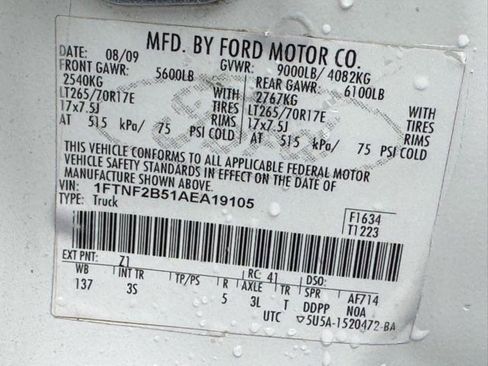 MFD. BY FORD MOTOR CO.
DATE: 08/09 GVWR: 9000LB/ 4082KG
FRONT GAWR: 5600LB REAR GAWR: 6100LB
2540KG WITH 2767KG WITH
LT265/70R17E TIRES LT265/70R17E TIRES
17x7.5J RIMS 17x7.5J RIMS
AT 515 kPa/ 75 PSI COLD AT 515 kPa/ 75 PSI COLD
THIS VEHICLE CONFORMS TO ALL APPLICABLE FEDERAL MOTOR
VEHICLE SAFETY STANDARDS IN EFFECT ON THE DATE OF
MANUFACTURE SHOWN ABOVE.
VIN: 1FTNF2B51AEA19105
TYPE: Truck
F1634
T1223
EXT PNT: Z1 RC: 41 DSO:
WB INT TR TP/PS R AXLE TR SPR AF714
137 3S 5 3L T DDPP NOA
UTC ▽5U5A-1520472-BA